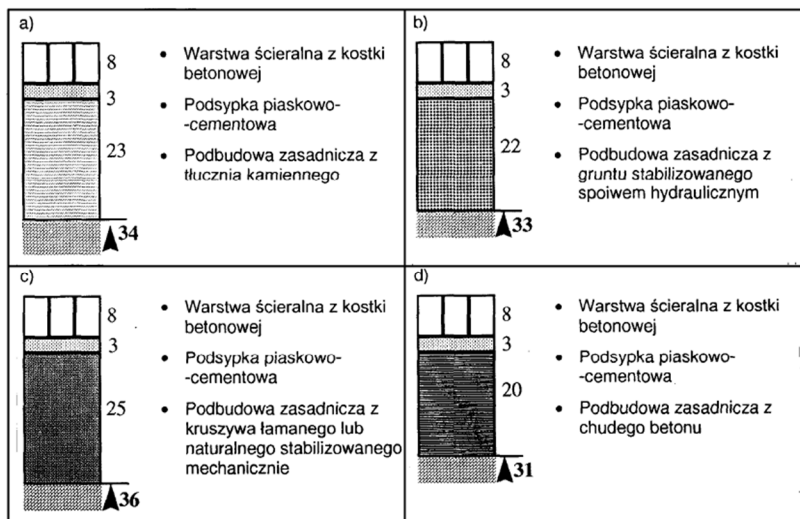 a)
8
3
23
34
• Warstwa ścieralna z kostki
betonowej
• Podsypka piaskowo-
-cementowa
• Podbudowa zasadnicza z
tłucznia kamiennego
b)
8
3
22
33
• Warstwa ścieralna z kostki
betonowej
• Podsypka piaskowo-
-cementowa
• Podbudowa zasadnicza z
gruntu stabilizowanego
spoiwem hydraulicznym
c)
8
3
25
36
• Warstwa ścieralna z kostki
betonowej
• Podsypka piaskowo-
-cementowa
• Podbudowa zasadnicza z
kruszywa łamanego lub
naturalnego stabilizowanego
mechanicznie
d)
8
3
20
31
• Warstwa ścieralna z kostki
betonowej
• Podsypka piaskowo-
-cementowa
• Podbudowa zasadnicza z
chudego betonu